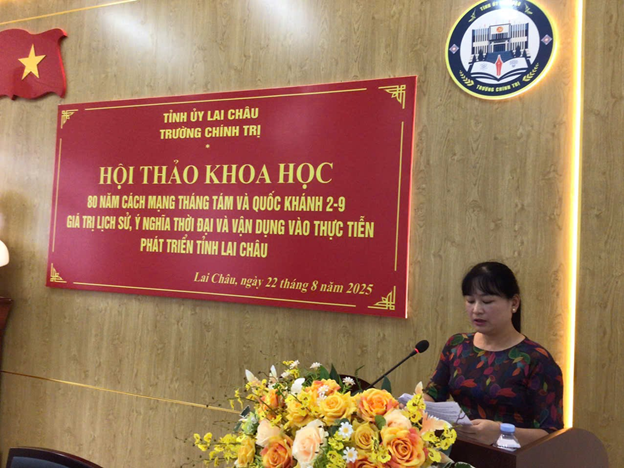 TỈNH ỦY LAI CHÂU
TRƯỜNG CHÍNH TRỊ
HỘI THẢO KHOA HỌC
80 NĂM CÁCH MẠNG THÁNG TÁM VÀ QUỐC KHÁNH 2-9
GIÁ TRỊ LỊCH SỬ, Ý NGHĨA THỜI ĐẠI VÀ VẬN DỤNG VÀO THỰC TIỄN
PHÁT TRIỂN TỈNH LAI CHÂU
Lai Châu, ngày 22 tháng 8 năm 2025
TRƯỜNG CHÍNH TRỊ